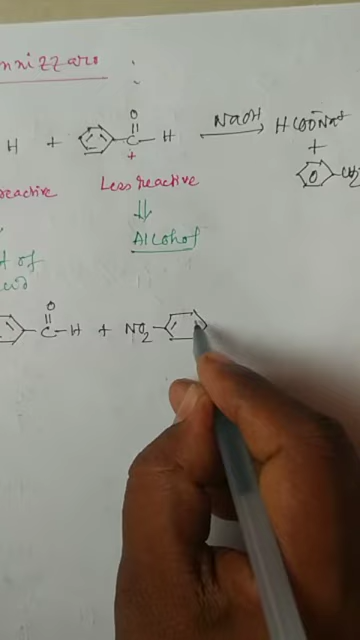 nnizzaro :
H + O || C + H NaOH HCOONa+
+
reactive Less reactive
Alcohol
t of
O || C-H + NO2